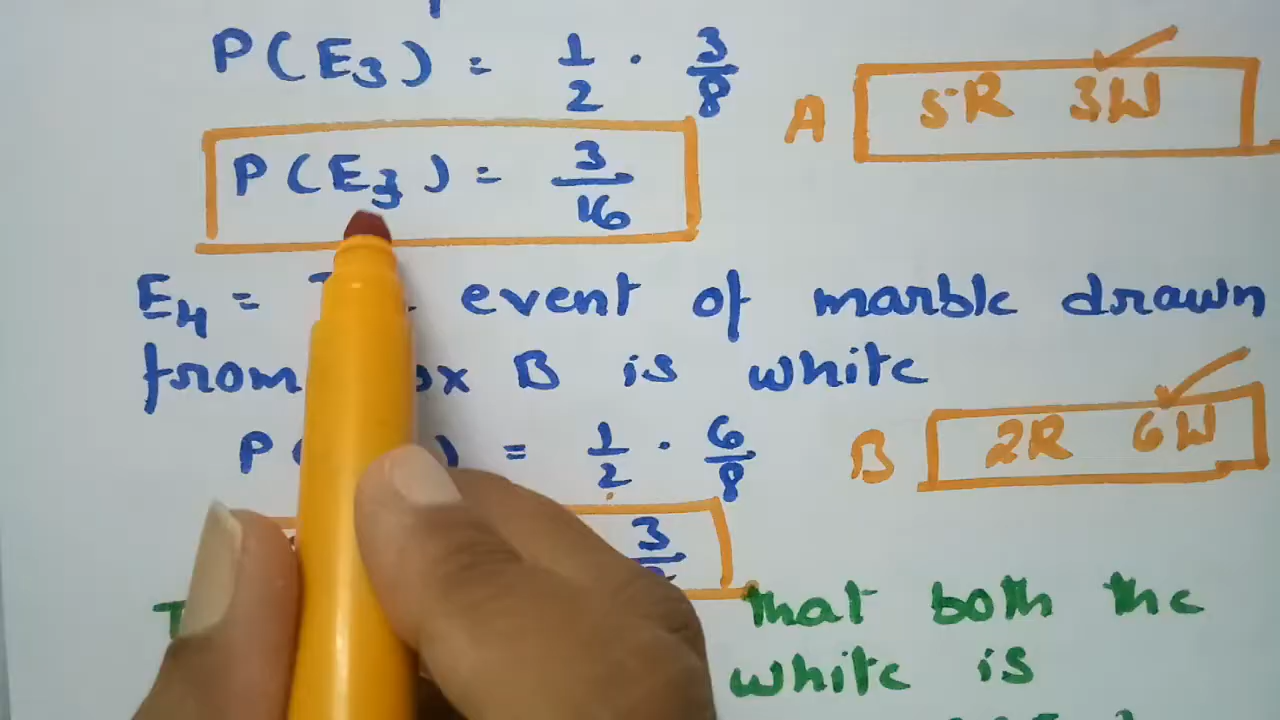 P(E3) = 1/2 · 3/8
A 5R 3W
P(E3) = 3/16
E4 = event of marble drawn
from B is white
P( ) = 1/2 · 6/8
B 2R 6W
3
that both the
white is